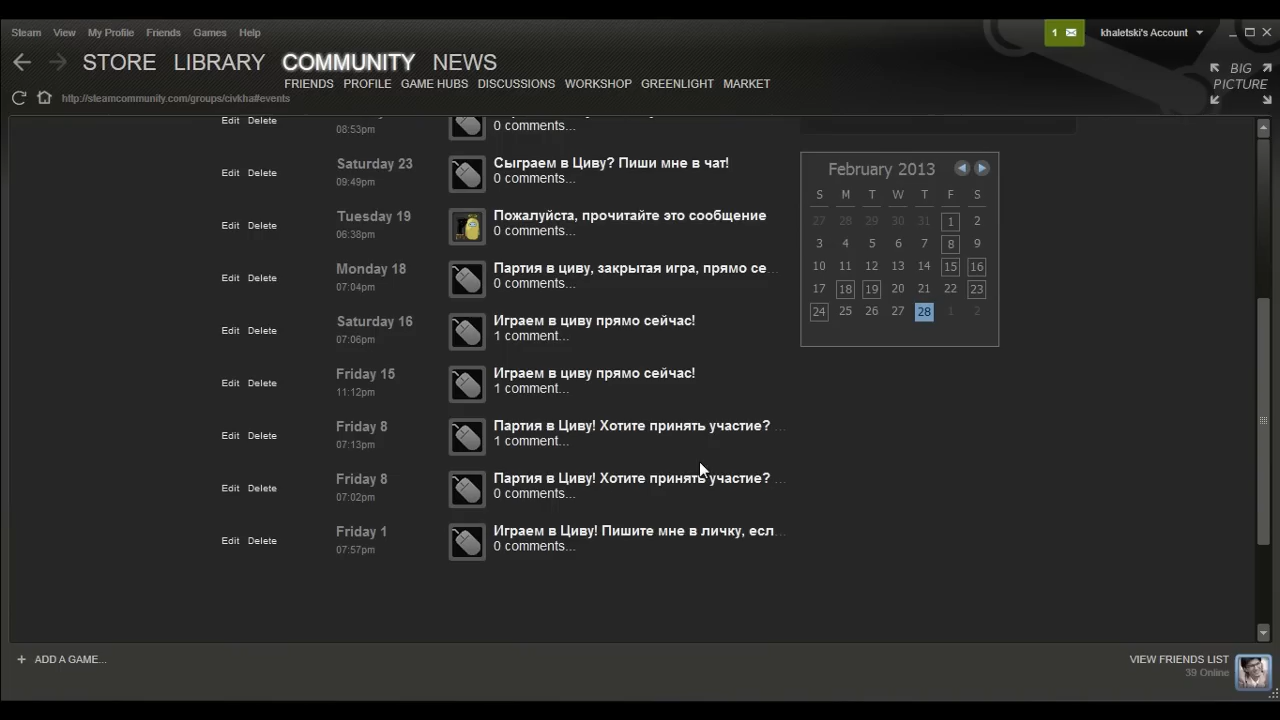 Steam View My Profile Friends Games Help
1 khaletski's Account
STORE LIBRARY COMMUNITY NEWS
BIG PICTURE
FRIENDS PROFILE GAME HUBS DISCUSSIONS WORKSHOP GREENLIGHT MARKET
http://steamcommunity.com/groups/civkha#events
Edit Delete
08:53pm
0 comments...
Edit Delete
Saturday 23
09:49pm
Сыграем в Циву? Пиши мне в чат!
0 comments...
Edit Delete
Tuesday 19
06:38pm
Пожалуйста, прочитайте это сообщение
0 comments...
Edit Delete
Monday 18
07:04pm
Партия в циву, закрытая игра, прямо се...
0 comments...
Edit Delete
Saturday 16
07:06pm
Играем в циву прямо сейчас!
1 comment...
Edit Delete
Friday 15
11:12pm
Играем в циву прямо сейчас!
1 comment...
Edit Delete
Friday 8
07:13pm
Партия в Циву! Хотите принять участие? ...
1 comment...
Edit Delete
Friday 8
07:02pm
Партия в Циву! Хотите принять участие? ...
0 comments...
Edit Delete
Friday 1
07:57pm
Играем в Циву! Пишите мне в личку, есл...
0 comments...
February 2013
S M T W T F S
27 28 29 30 31 1 2
3 4 5 6 7 8 9
10 11 12 13 14 15 16
17 18 19 20 21 22 23
24 25 26 27 28 1 2
+ ADD A GAME...
VIEW FRIENDS LIST
39 Online